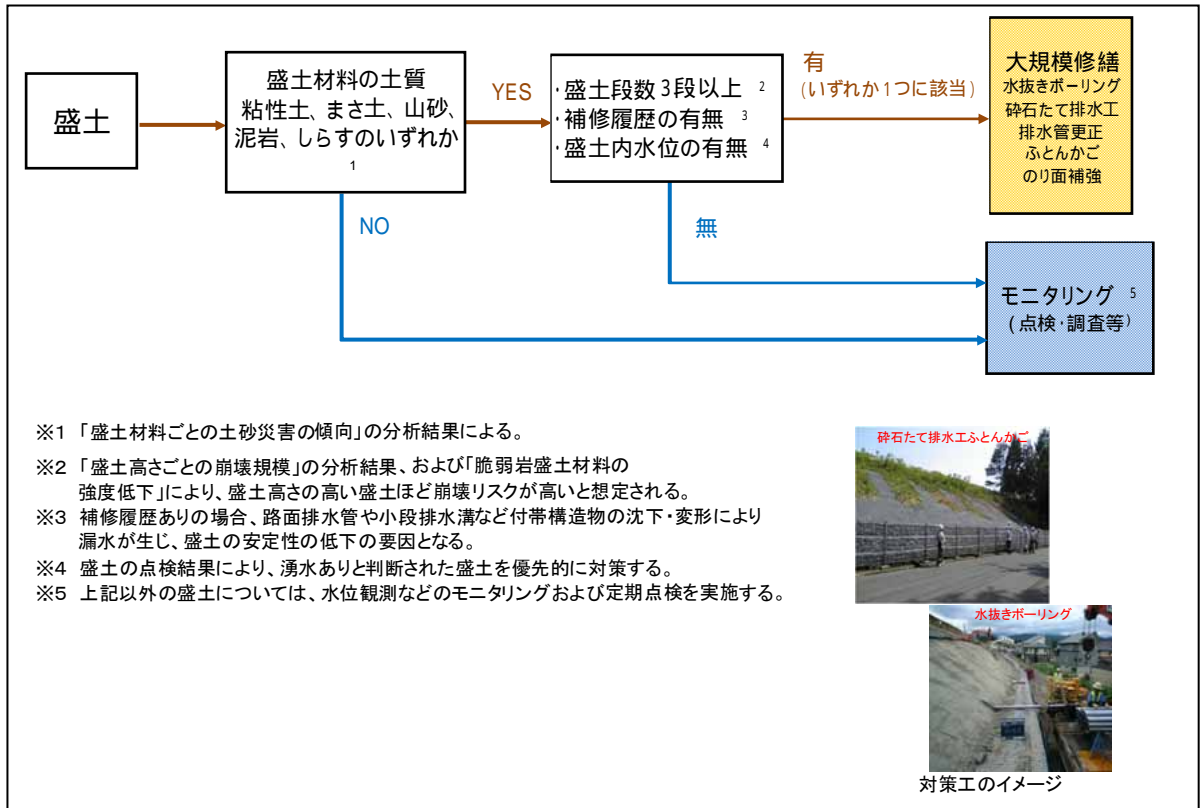 盛土
盛土材料の土質
粘性土、まさ土、山砂、
泥岩、しらすのいずれか
1
YES
NO
・盛土段数3段以上 2
・補修履歴の有無 3
・盛土内水位の有無 4
有
(いずれか1つに該当)
無
大規模修繕
水抜きボーリング
砕石たて排水工
排水管更正
ふとんかご
のり面補強
モニタリング 5
(点検・調査等)
※1 「盛土材料ごとの土砂災害の傾向」の分析結果による。
※2 「盛土高さごとの崩壊規模」の分析結果、および「脆弱岩盛土材料の
強度低下」により、盛土高さの高い盛土ほど崩壊リスクが高いと想定される。
※3 補修履歴ありの場合、路面排水管や小段排水溝など付帯構造物の沈下・変形により
漏水が生じ、盛土の安定性の低下の要因となる。
※4 盛土の点検結果により、湧水ありと判断された盛土を優先的に対策する。
※5 上記以外の盛土については、水位観測などのモニタリングおよび定期点検を実施する。
砕石たて排水工ふとんかご
水抜きボーリング
対策工のイメージ